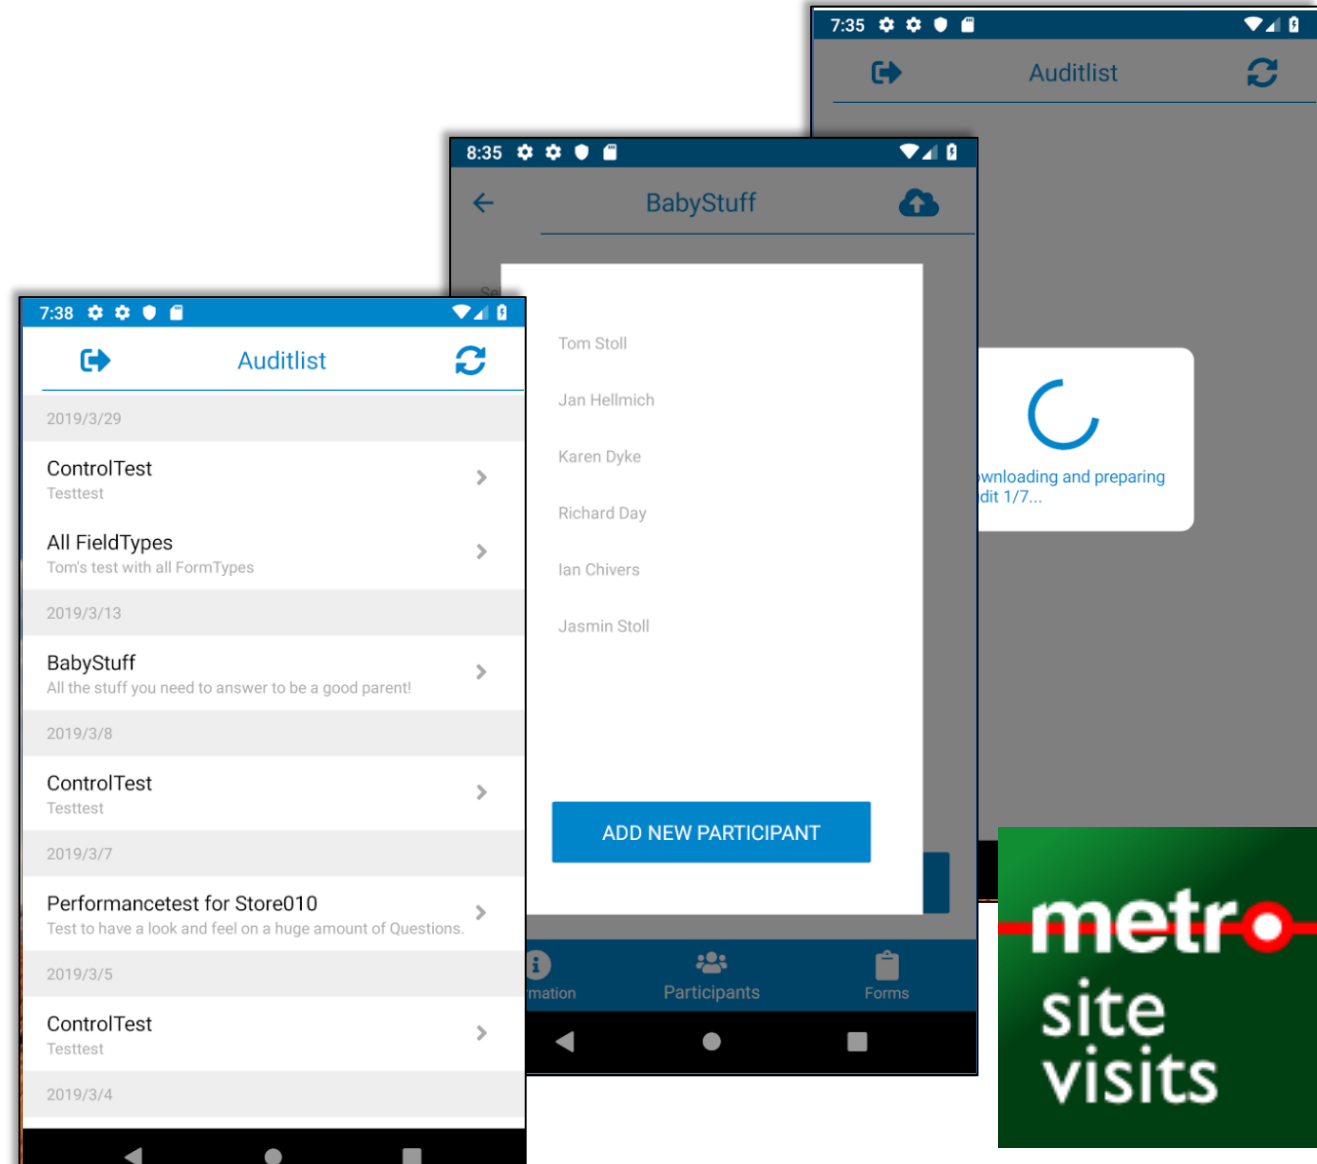 7:35
Auditlist
wnloading and preparing
dit 1/7...
8:35
BabyStuff
Se
Tom Stoll
Jan Hellmich
Karen Dyke
Richard Day
Ian Chivers
Jasmin Stoll
ADD NEW PARTICIPANT
mation
Participants
Forms
7:38
Auditlist
2019/3/29
ControlTest
Testtest
All FieldTypes
Tom's test with all FormTypes
2019/3/13
BabyStuff
All the stuff you need to answer to be a good parent!
2019/3/8
ControlTest
Testtest
2019/3/7
Performancetest for Store010
Test to have a look and feel on a huge amount of Questions.
2019/3/5
ControlTest
Testtest
2019/3/4
metro
site
visits